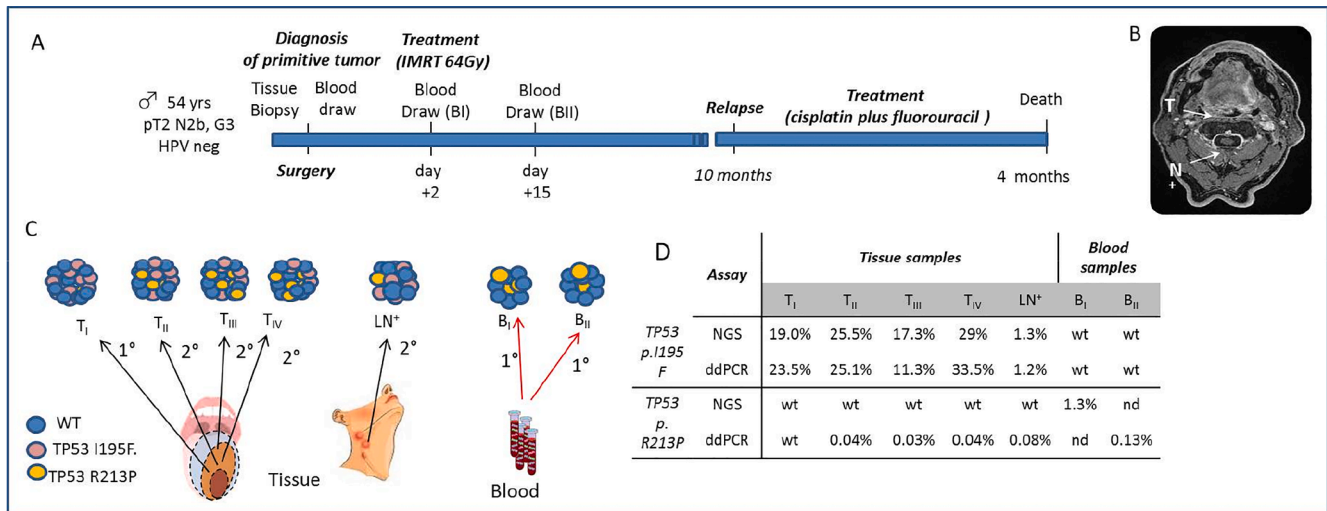 A
Diagnosis
of primitive tumor
Treatment
(IMRT 64Gy)
Tissue
Biopsy
Blood
draw
Blood
Draw (BI)
Blood
Draw (BII)
♂ 54 yrs
pT2 N2b, G3
HPV neg
Relapse
Treatment
(cisplatin plus fluorouracil )
Death
Surgery
day
+2
day
+15
10 months
4 months
B
T
N
+
C
TI
TII
TIII
TIV
LN+
BI
BII
1°
2°
2°
2°
2°
1°
1°
WT
TP53 I195F.
TP53 R213P
Tissue
Blood
D
Assay
Tissue samples
Blood
samples
TI TII TIII TIV LN+ BI BII
TP53
p.I195
F
NGS 19.0% 25.5% 17.3% 29% 1.3% wt wt
ddPCR 23.5% 25.1% 11.3% 33.5% 1.2% wt wt
TP53
p.
R213P
NGS wt wt wt wt wt 1.3% nd
ddPCR wt 0.04% 0.03% 0.04% 0.08% nd 0.13%